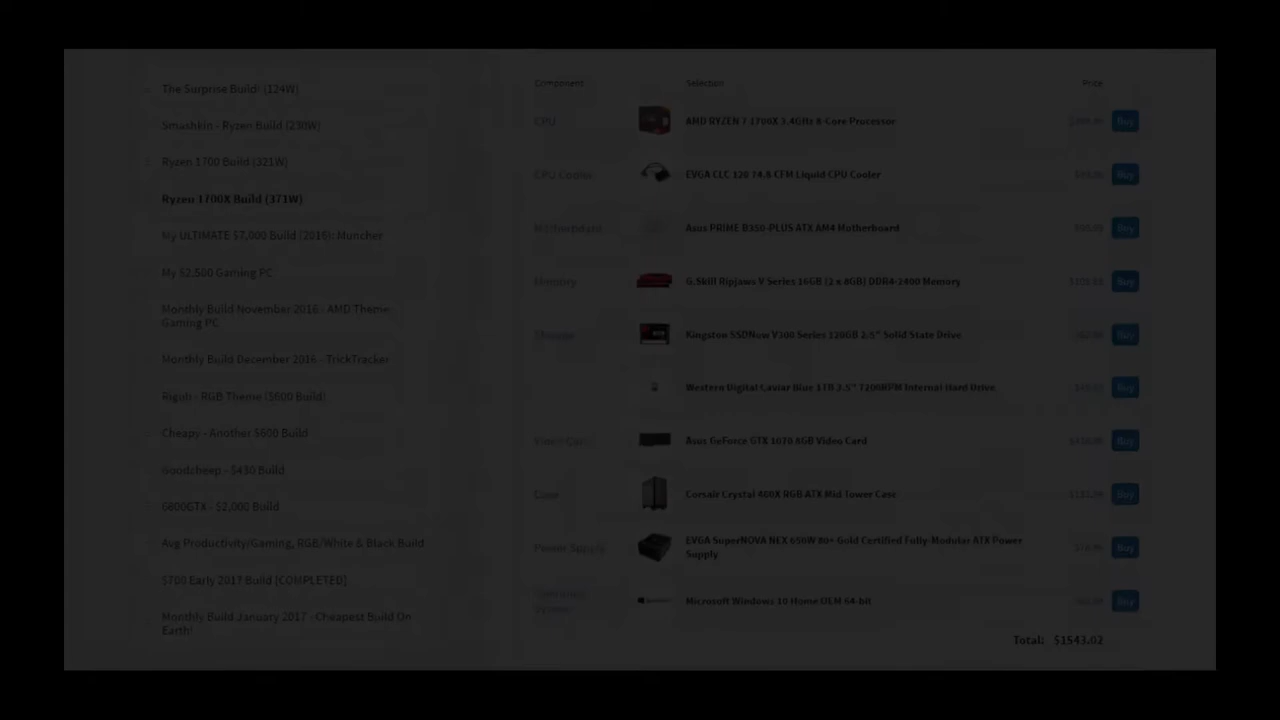 The Surprise Build! (124W)
Smashkin - Ryzen Build (230W)
Ryzen 1700 Build (321W)
Ryzen 1700X Build (371W)
My ULTIMATE $7,000 Build (2016): Muncher
My $2,500 Gaming PC
Monthly Build November 2016 - AMD Theme
Gaming PC
Monthly Build December 2016 - TrickTracker
Rigoh - RGB Theme ($600 Build)
Cheapy - Another $600 Build
Goodcheep - $430 Build
6800GTX - $2,000 Build
Avg Productivity/Gaming, RGB/White & Black Build
$700 Early 2017 Build [COMPLETED]
Monthly Build January 2017 - Cheapest Build On
Earth!
Component Selection Price
CPU AMD RYZEN 7 1700X 3.4GHz 8-Core Processor Buy
CPU Cooler EVGA CLC 120 74.8 CFM Liquid CPU Cooler Buy
Motherboard Asus PRIME B350-PLUS ATX AM4 Motherboard Buy
Memory G.Skill Ripjaws V Series 16GB (2 x 8GB) DDR4-2400 Memory Buy
Storage Kingston SSDNow V300 Series 120GB 2.5" Solid State Drive Buy
Western Digital Caviar Blue 1TB 3.5" 7200RPM Internal Hard Drive Buy
Video Card Asus GeForce GTX 1070 8GB Video Card Buy
Case Corsair Crystal 460X RGB ATX Mid Tower Case Buy
Power Supply EVGA SuperNOVA NEX 650W 80+ Gold Certified Fully-Modular ATX Power
Supply Buy
Operating
System Microsoft Windows 10 Home OEM 64-bit Buy
Total: $1543.02